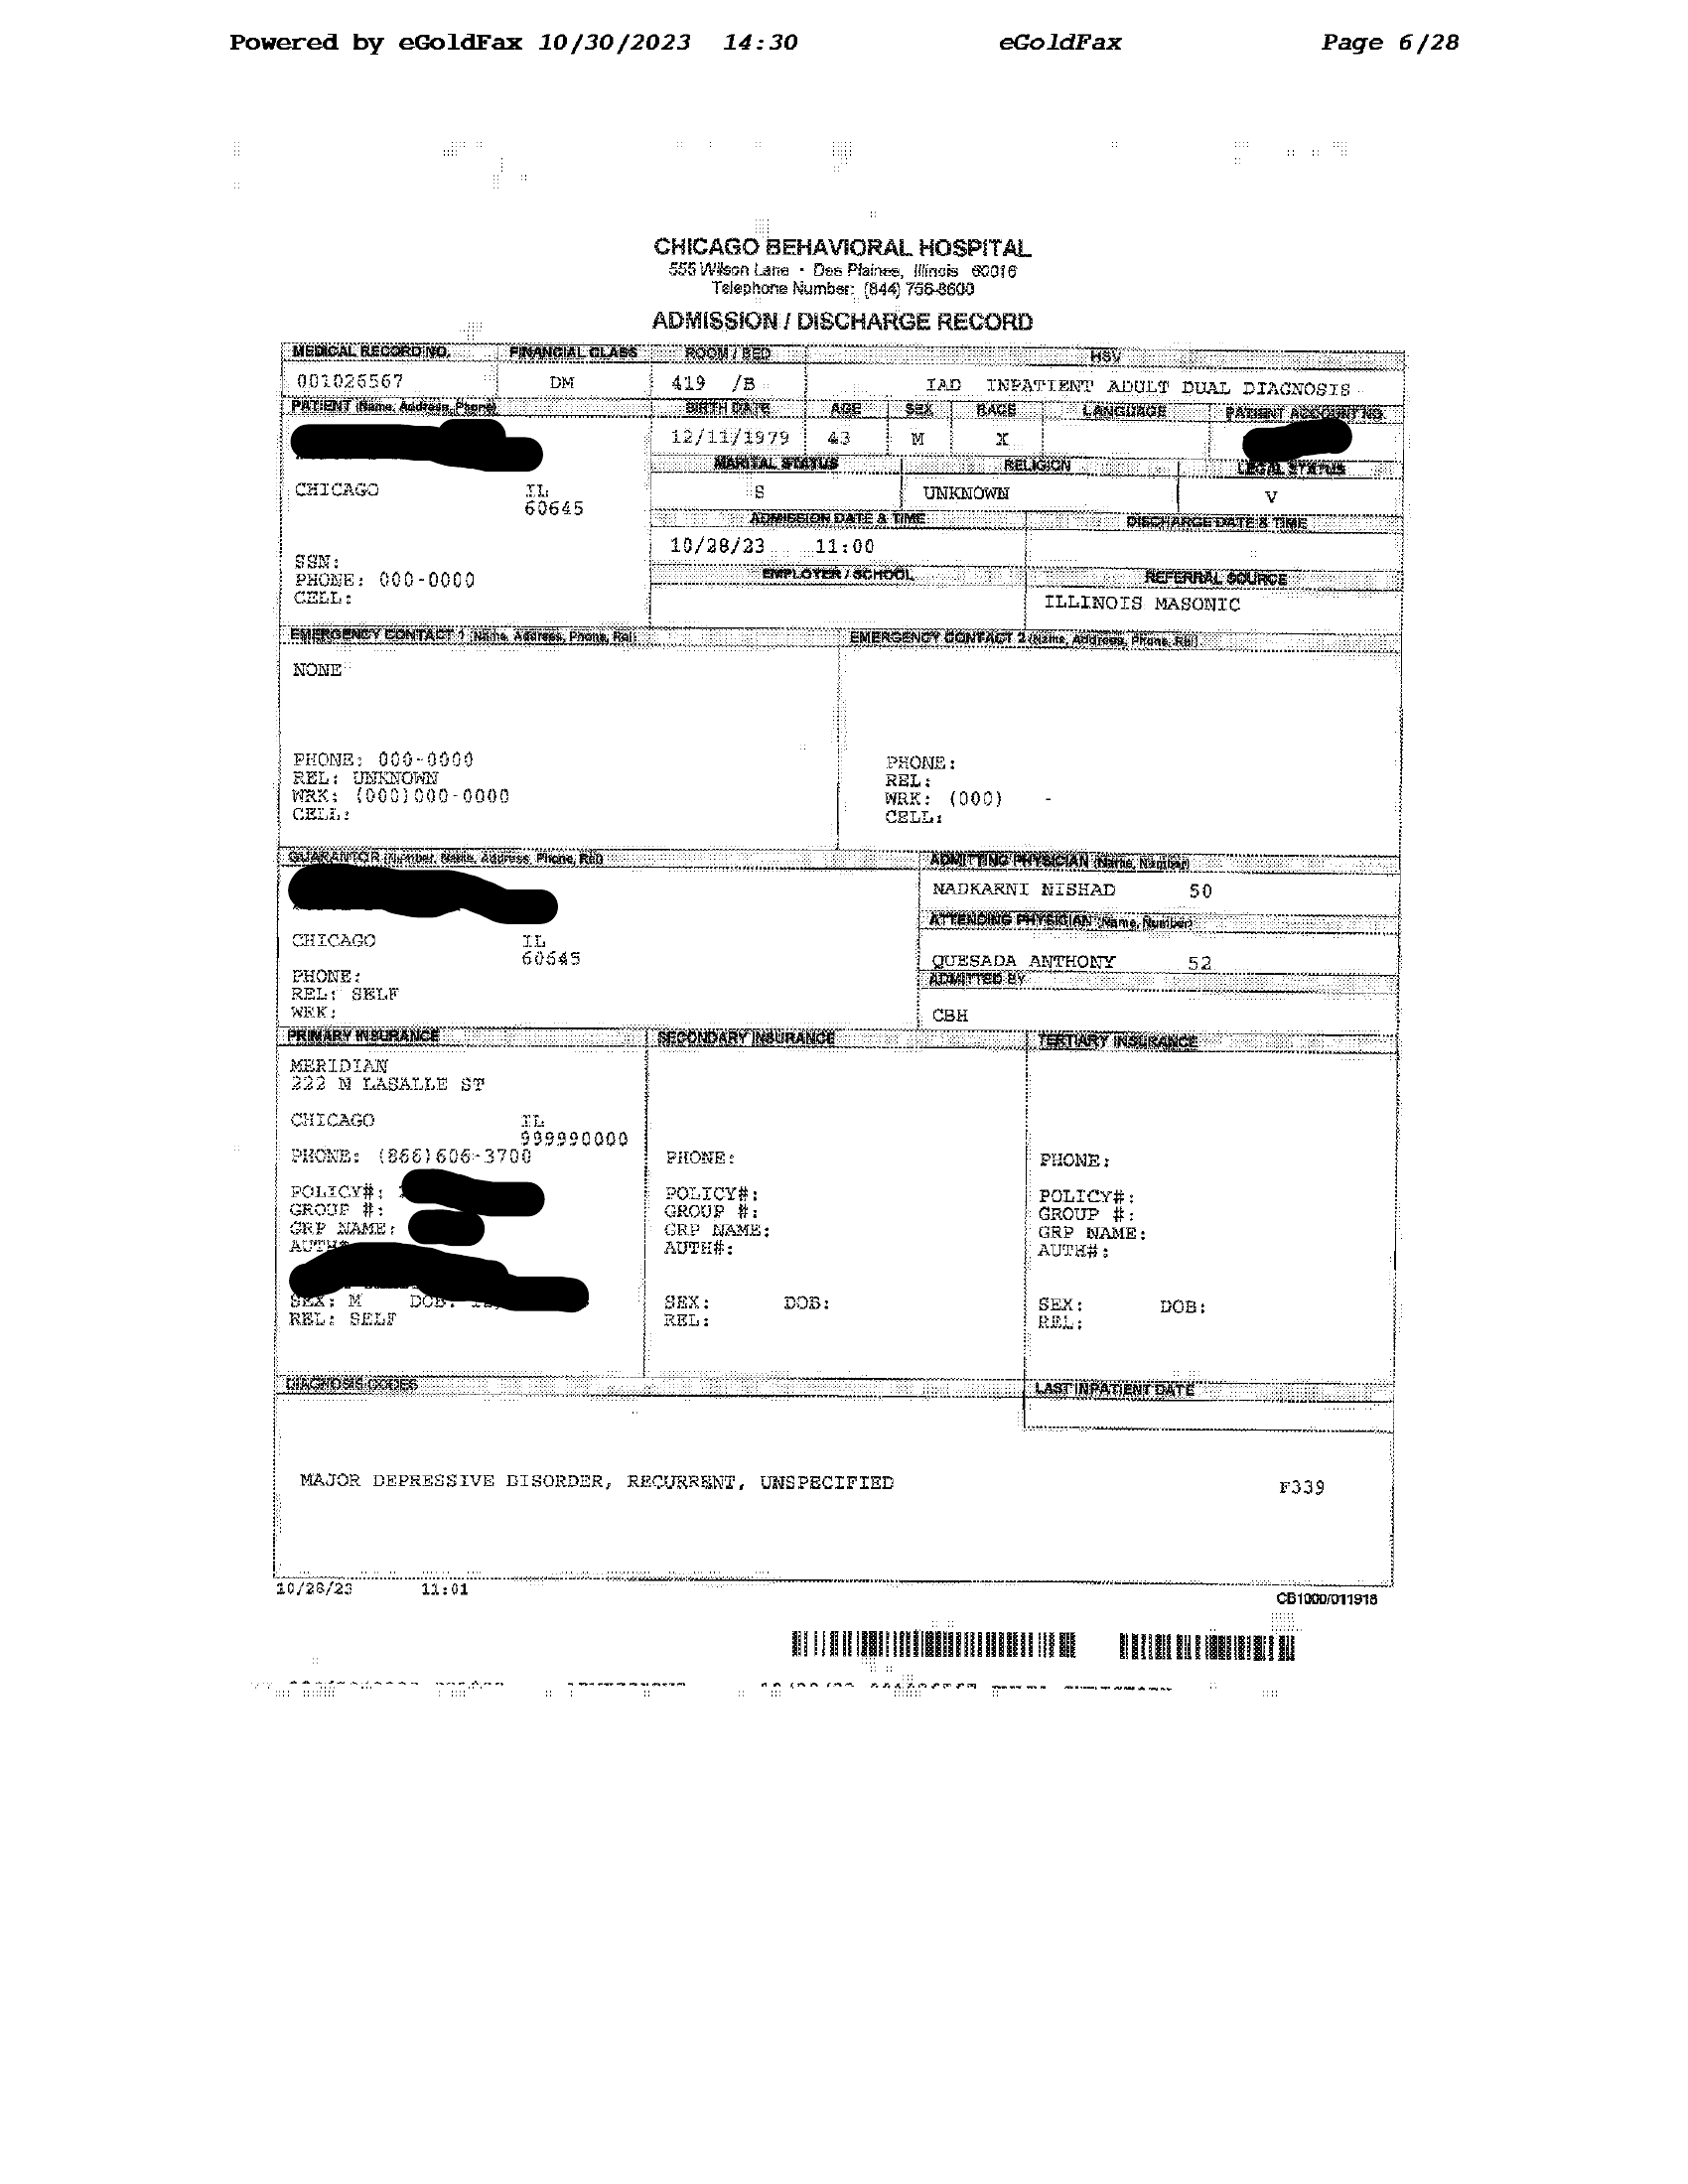 Powered by eGoldFax 10/30/2023 14:30 eGoldFax Page 6/28
CHICAGO BEHAVIORAL HOSPITAL
555 Wilson Lane • Des Plaines, Illinois 60016
Telephone Number: (844) 756-8600
ADMISSION / DISCHARGE RECORD
MEDICAL RECORD NO. FINANCIAL CLASS ROOM / BED HSV
001026567 DM 419 /B IAD INPATIENT ADULT DUAL DIAGNOSIS
PATIENT (Name, Address, Phone) BIRTH DATE AGE SEX RACE LANGUAGE PATIENT ACCOUNT NO.
12/11/1979 43 M X
MARITAL STATUS RELIGION LEGAL STATUS
CHICAGO IL S UNKNOWN V
60645
ADMISSION DATE & TIME DISCHARGE DATE & TIME
10/28/23 11:00
SSN:
PHONE: 000-0000 EMPLOYER / SCHOOL REFERRAL SOURCE
CELL: ILLINOIS MASONIC
EMERGENCY CONTACT 1 (Name, Address, Phone, Rel) EMERGENCY CONTACT 2 (Name, Address, Phone, Rel)
NONE
PHONE: 000-0000 PHONE:
REL: UNKNOWN REL:
WRK: (000)000-0000 WRK: (000) -
CELL: CELL:
GUARANTOR (Number, Name, Address, Phone, Rel) ADMITTING PHYSICIAN (Name, Number)
NADKARNI NISHAD 50
ATTENDING PHYSICIAN (Name, Number)
CHICAGO IL
60645 QUESADA ANTHONY 52
PHONE: ADMITTED BY
REL: SELF
WRK: CBH
PRIMARY INSURANCE SECONDARY INSURANCE TERTIARY INSURANCE
MERIDIAN
222 N LASALLE ST
CHICAGO IL
999990000
PHONE: (866)606-3700 PHONE: PHONE:
POLICY#: POLICY#: POLICY#:
GROUP #: GROUP #: GROUP #:
GRP NAME: GRP NAME: GRP NAME:
AUTH# AUTH#: AUTH#:
SEX: M DOB: SEX: DOB: SEX: DOB:
REL: SELF REL: REL:
DIAGNOSIS CODES LAST INPATIENT DATE
MAJOR DEPRESSIVE DISORDER, RECURRENT, UNSPECIFIED F339
10/28/23 11:01 CB1000/011918